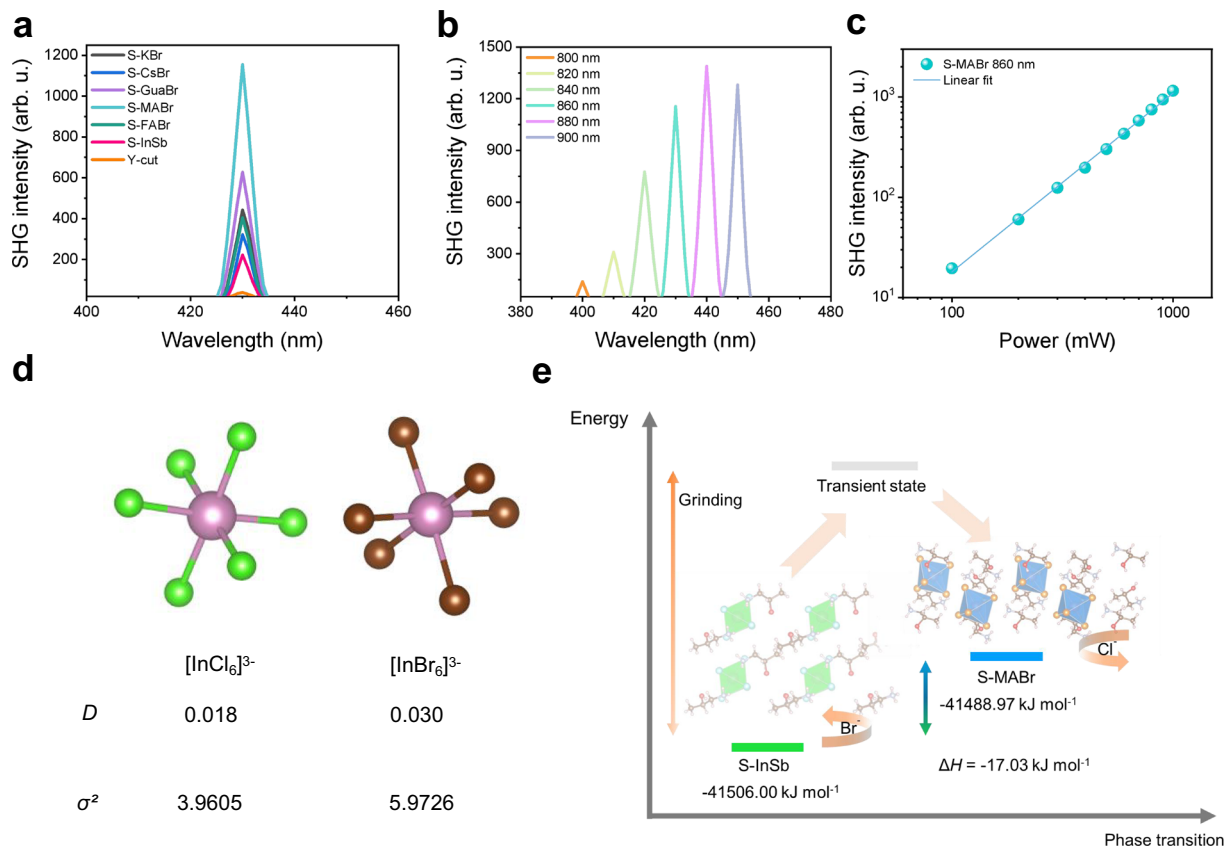 a
1200
1000
800
600
400
200
SHG intensity (arb. u.)
S-KBr
S-CsBr
S-GuaBr
S-MABr
S-FABr
S-InSb
Y-cut
400
420
440
460
Wavelength (nm)
b
1500
1200
900
600
300
SHG intensity (arb. u.)
800 nm
820 nm
840 nm
860 nm
880 nm
900 nm
380
400
420
440
460
480
Wavelength (nm)
c
10³
10²
10¹
SHG intensity (arb. u.)
S-MABr 860 nm
Linear fit
100
1000
Power (mW)
d
[InCl₆]³⁻ [InBr₆]³⁻
D 0.018 0.030
σ² 3.9605 5.9726
e
Energy
Grinding
Transient state
Cl⁻
S-MABr
-41488.97 kJ mol⁻¹
Br⁻
S-InSb
-41506.00 kJ mol⁻¹
ΔH = -17.03 kJ mol⁻¹
Phase transition